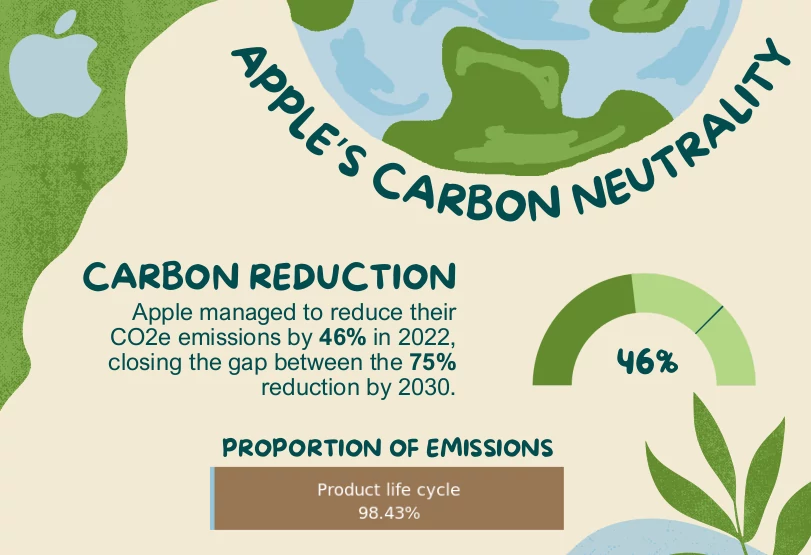 APPLE'S CARBON NEUTRALITY
CARBON REDUCTION
Apple managed to reduce their
CO2e emissions by 46% in 2022,
closing the gap between the 75%
reduction by 2030.
46%
PROPORTION OF EMISSIONS
Product life cycle
98.43%